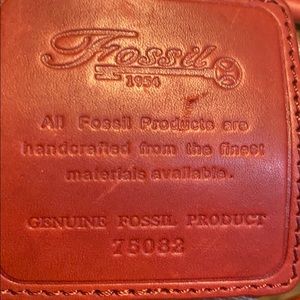 Fossil
1954
All Fossil Products are
handcrafted from the finest
materials available.
GENUINE FOSSIL PRODUCT
75082